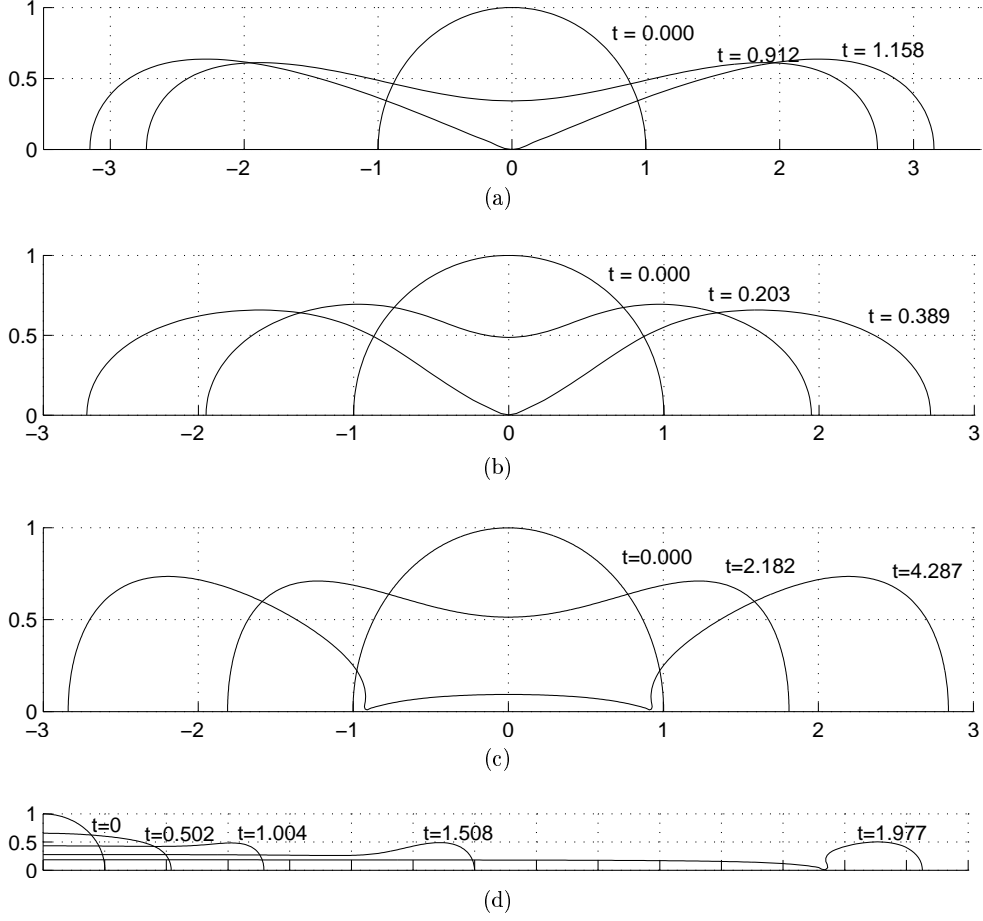 1
t = 0.000
t = 0.912
t = 1.158
0.5
0
−3 −2 −1 0 1 2 3
(a)
1
t = 0.000
t = 0.203
t = 0.389
0.5
0
−3 −2 −1 0 1 2 3
(b)
1
t=0.000
t=2.182
t=4.287
0.5
0
−3 −2 −1 0 1 2 3
(c)
1
t=0 t=0.502 t=1.004 t=1.508 t=1.977
0.5
0
(d)